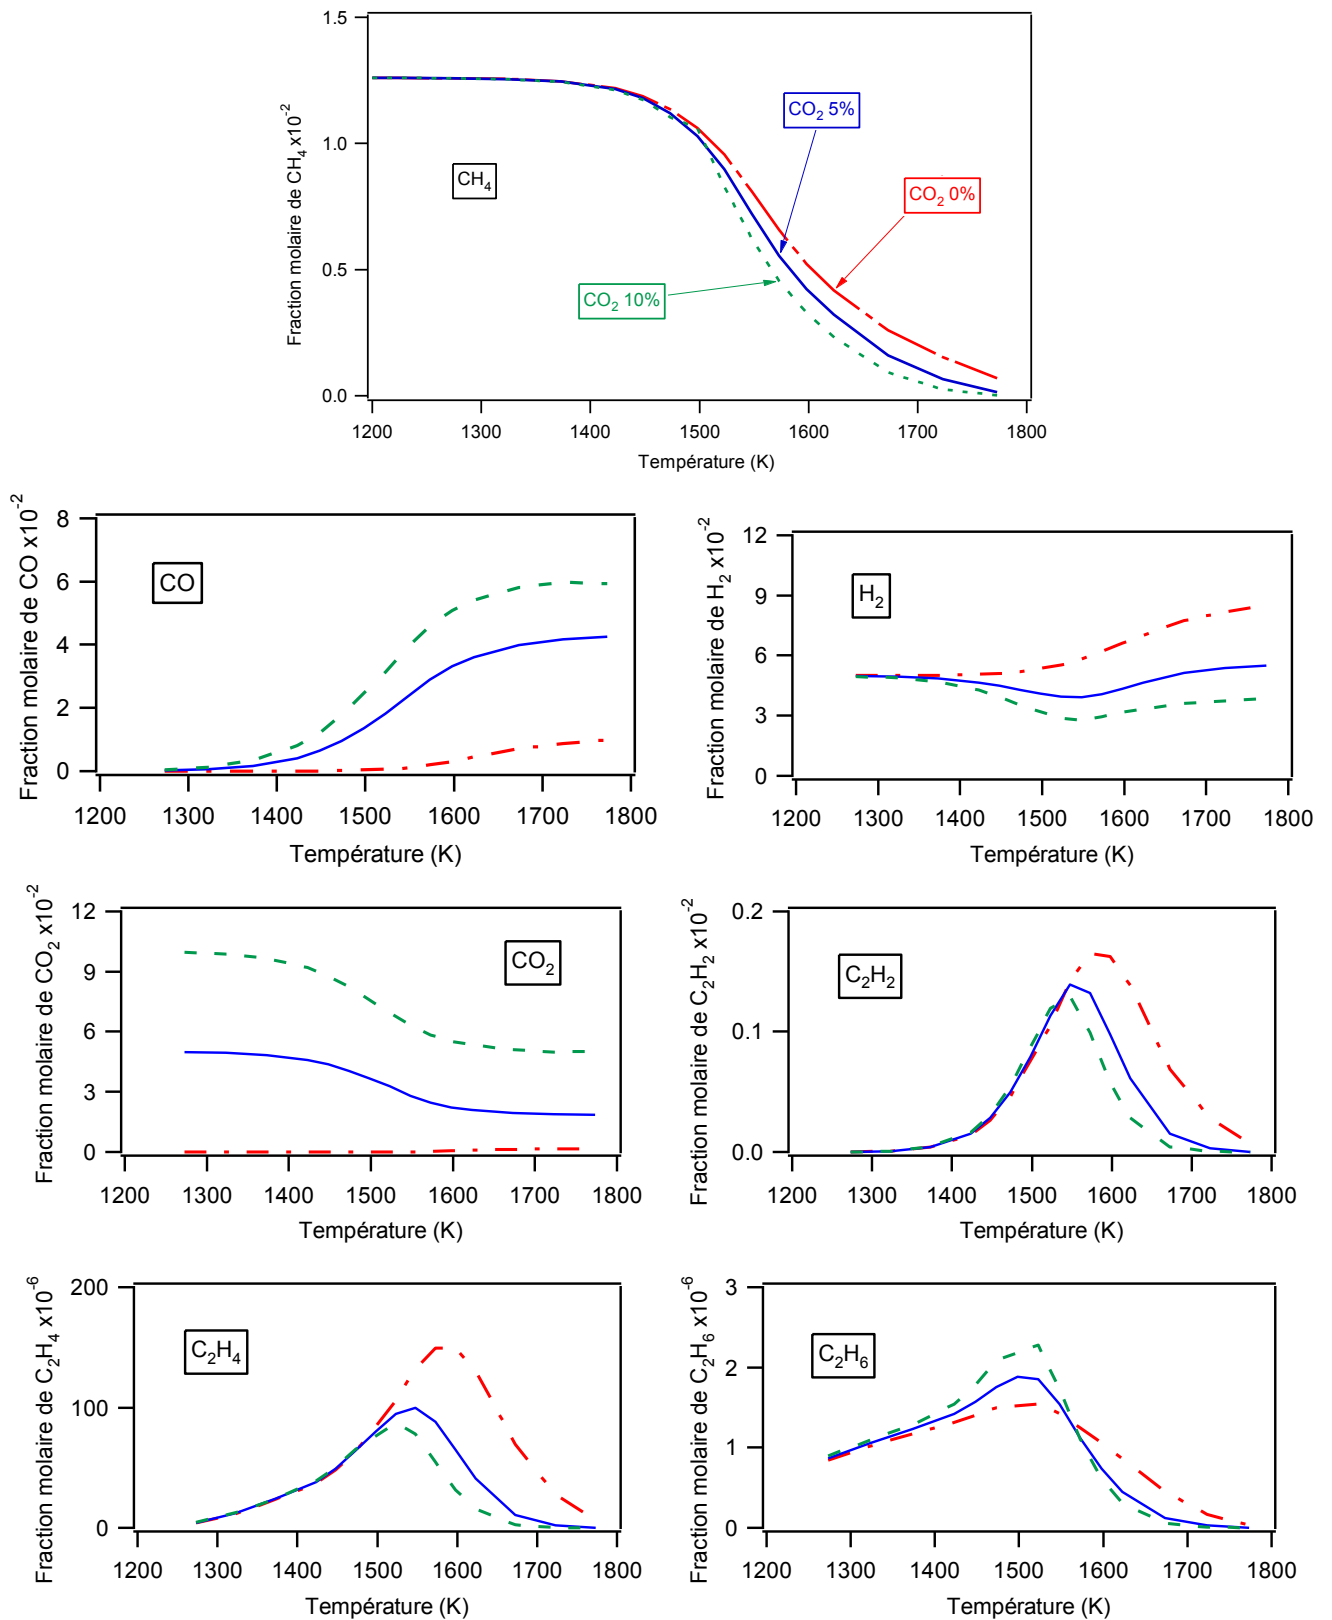 Fraction molaire de CH4 x10-2
1.5
1.0
0.5
0.0
CH4
CO2 5%
CO2 0%
CO2 10%
1200 1300 1400 1500 1600 1700 1800
Température (K)
Fraction molaire de CO x10-2
8
6
4
2
0
CO
1200 1300 1400 1500 1600 1700 1800
Température (K)
Fraction molaire de H2 x10-2
12
9
6
3
0
H2
1200 1300 1400 1500 1600 1700 1800
Température (K)
Fraction molaire de CO2 x10-2
12
9
6
3
0
CO2
1200 1300 1400 1500 1600 1700 1800
Température (K)
Fraction molaire de C2H2 x10-2
0.2
0.1
0.0
C2H2
1200 1300 1400 1500 1600 1700 1800
Température (K)
Fraction molaire de C2H4 x10-6
200
100
0
C2H4
1200 1300 1400 1500 1600 1700 1800
Température (K)
Fraction molaire de C2H6 x10-6
3
2
1
0
C2H6
1200 1300 1400 1500 1600 1700 1800
Température (K)